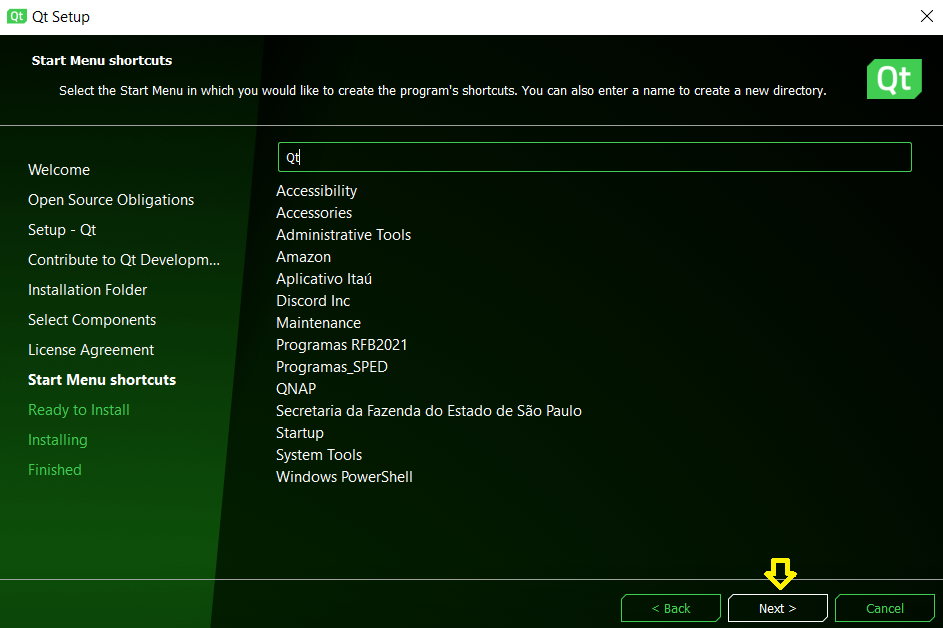 Qt Qt Setup
Start Menu shortcuts
Select the Start Menu in which you would like to create the program's shortcuts. You can also enter a name to create a new directory.
Qt
Welcome
Open Source Obligations
Setup - Qt
Contribute to Qt Developm...
Installation Folder
Select Components
License Agreement
Start Menu shortcuts
Ready to Install
Installing
Finished
Qt
Accessibility
Accessories
Administrative Tools
Amazon
Aplicativo Itaú
Discord Inc
Maintenance
Programas RFB2021
Programas_SPED
QNAP
Secretaria da Fazenda do Estado de São Paulo
Startup
System Tools
Windows PowerShell
< Back Next > Cancel